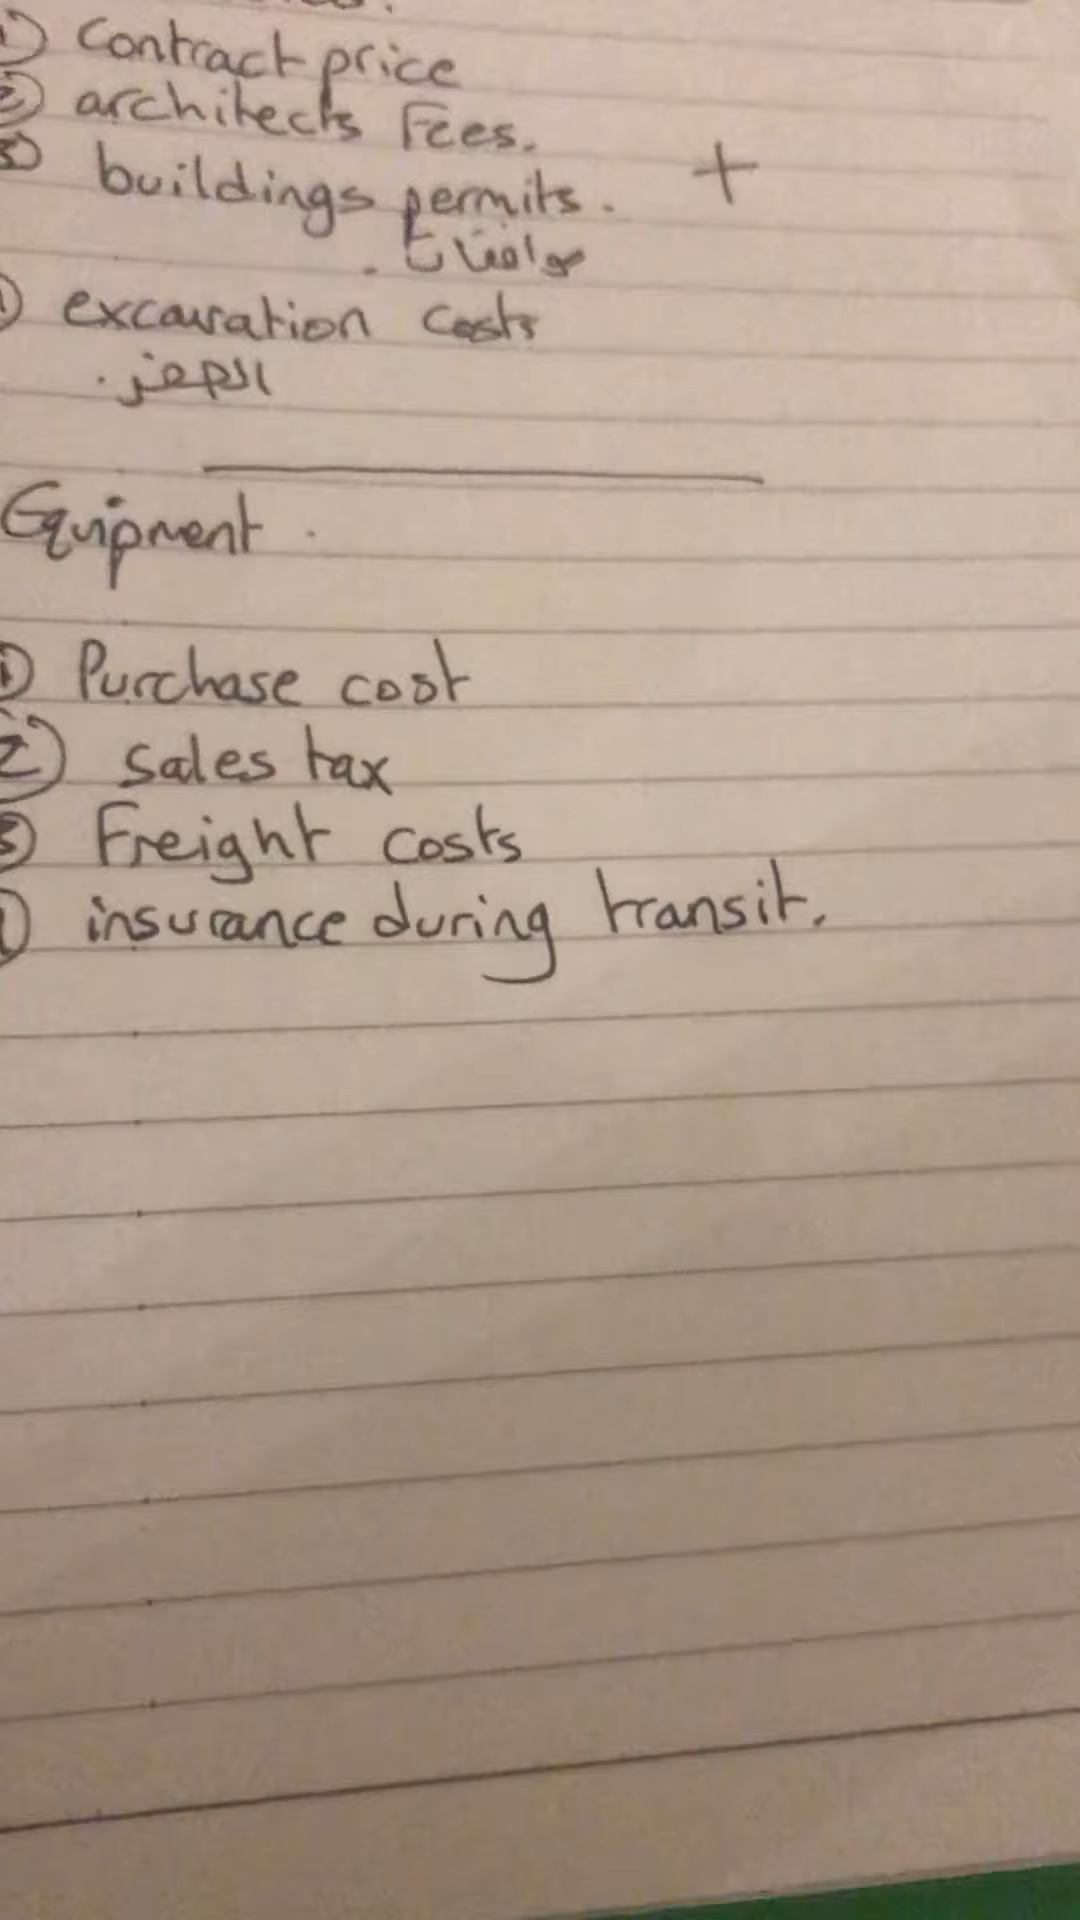 ① Contract price
② architects Fees.
③ buildings permits. +
موافقات.
④ excavation Costs
الحفر.
Equipment.
① Purchase cost
② sales tax
③ Freight costs
④ insurance during transit.